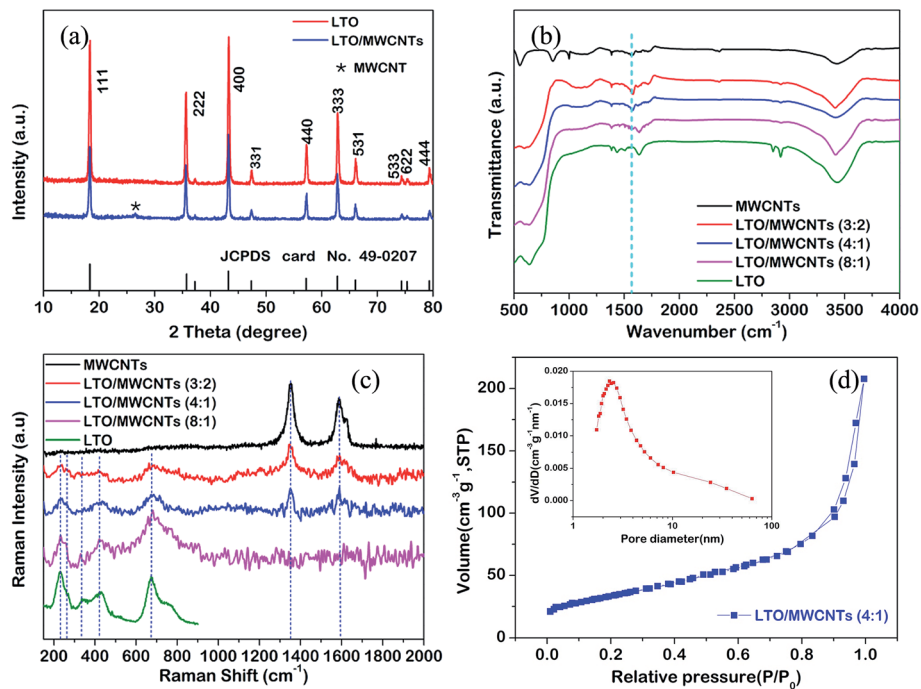 (a)
LTO
LTO/MWCNTs
* MWCNT
111
222
400
331
440
333
531
533
622
444
JCPDS card No. 49-0207
Intensity (a.u.)
10 20 30 40 50 60 70 80
2 Theta (degree)
(b)
MWCNTs
LTO/MWCNTs (3:2)
LTO/MWCNTs (4:1)
LTO/MWCNTs (8:1)
LTO
Transmittance (a.u.)
500 1000 1500 2000 2500 3000 3500 4000
Wavenumber (cm⁻¹)
(c)
MWCNTs
LTO/MWCNTs (3:2)
LTO/MWCNTs (4:1)
LTO/MWCNTs (8:1)
LTO
Raman Intensity (a.u)
200 400 600 800 1000 1200 1400 1600 1800 2000
Raman Shift (cm⁻¹)
(d)
200
150
100
50
0
Volume(cm⁻³ g⁻¹,STP)
0.020
0.015
0.010
0.005
0.000
dV/dD(cm⁻³g⁻¹nm⁻¹)
1 10 100
Pore diameter(nm)
LTO/MWCNTs (4:1)
0.0 0.2 0.4 0.6 0.8 1.0
Relative pressure(P/P₀)